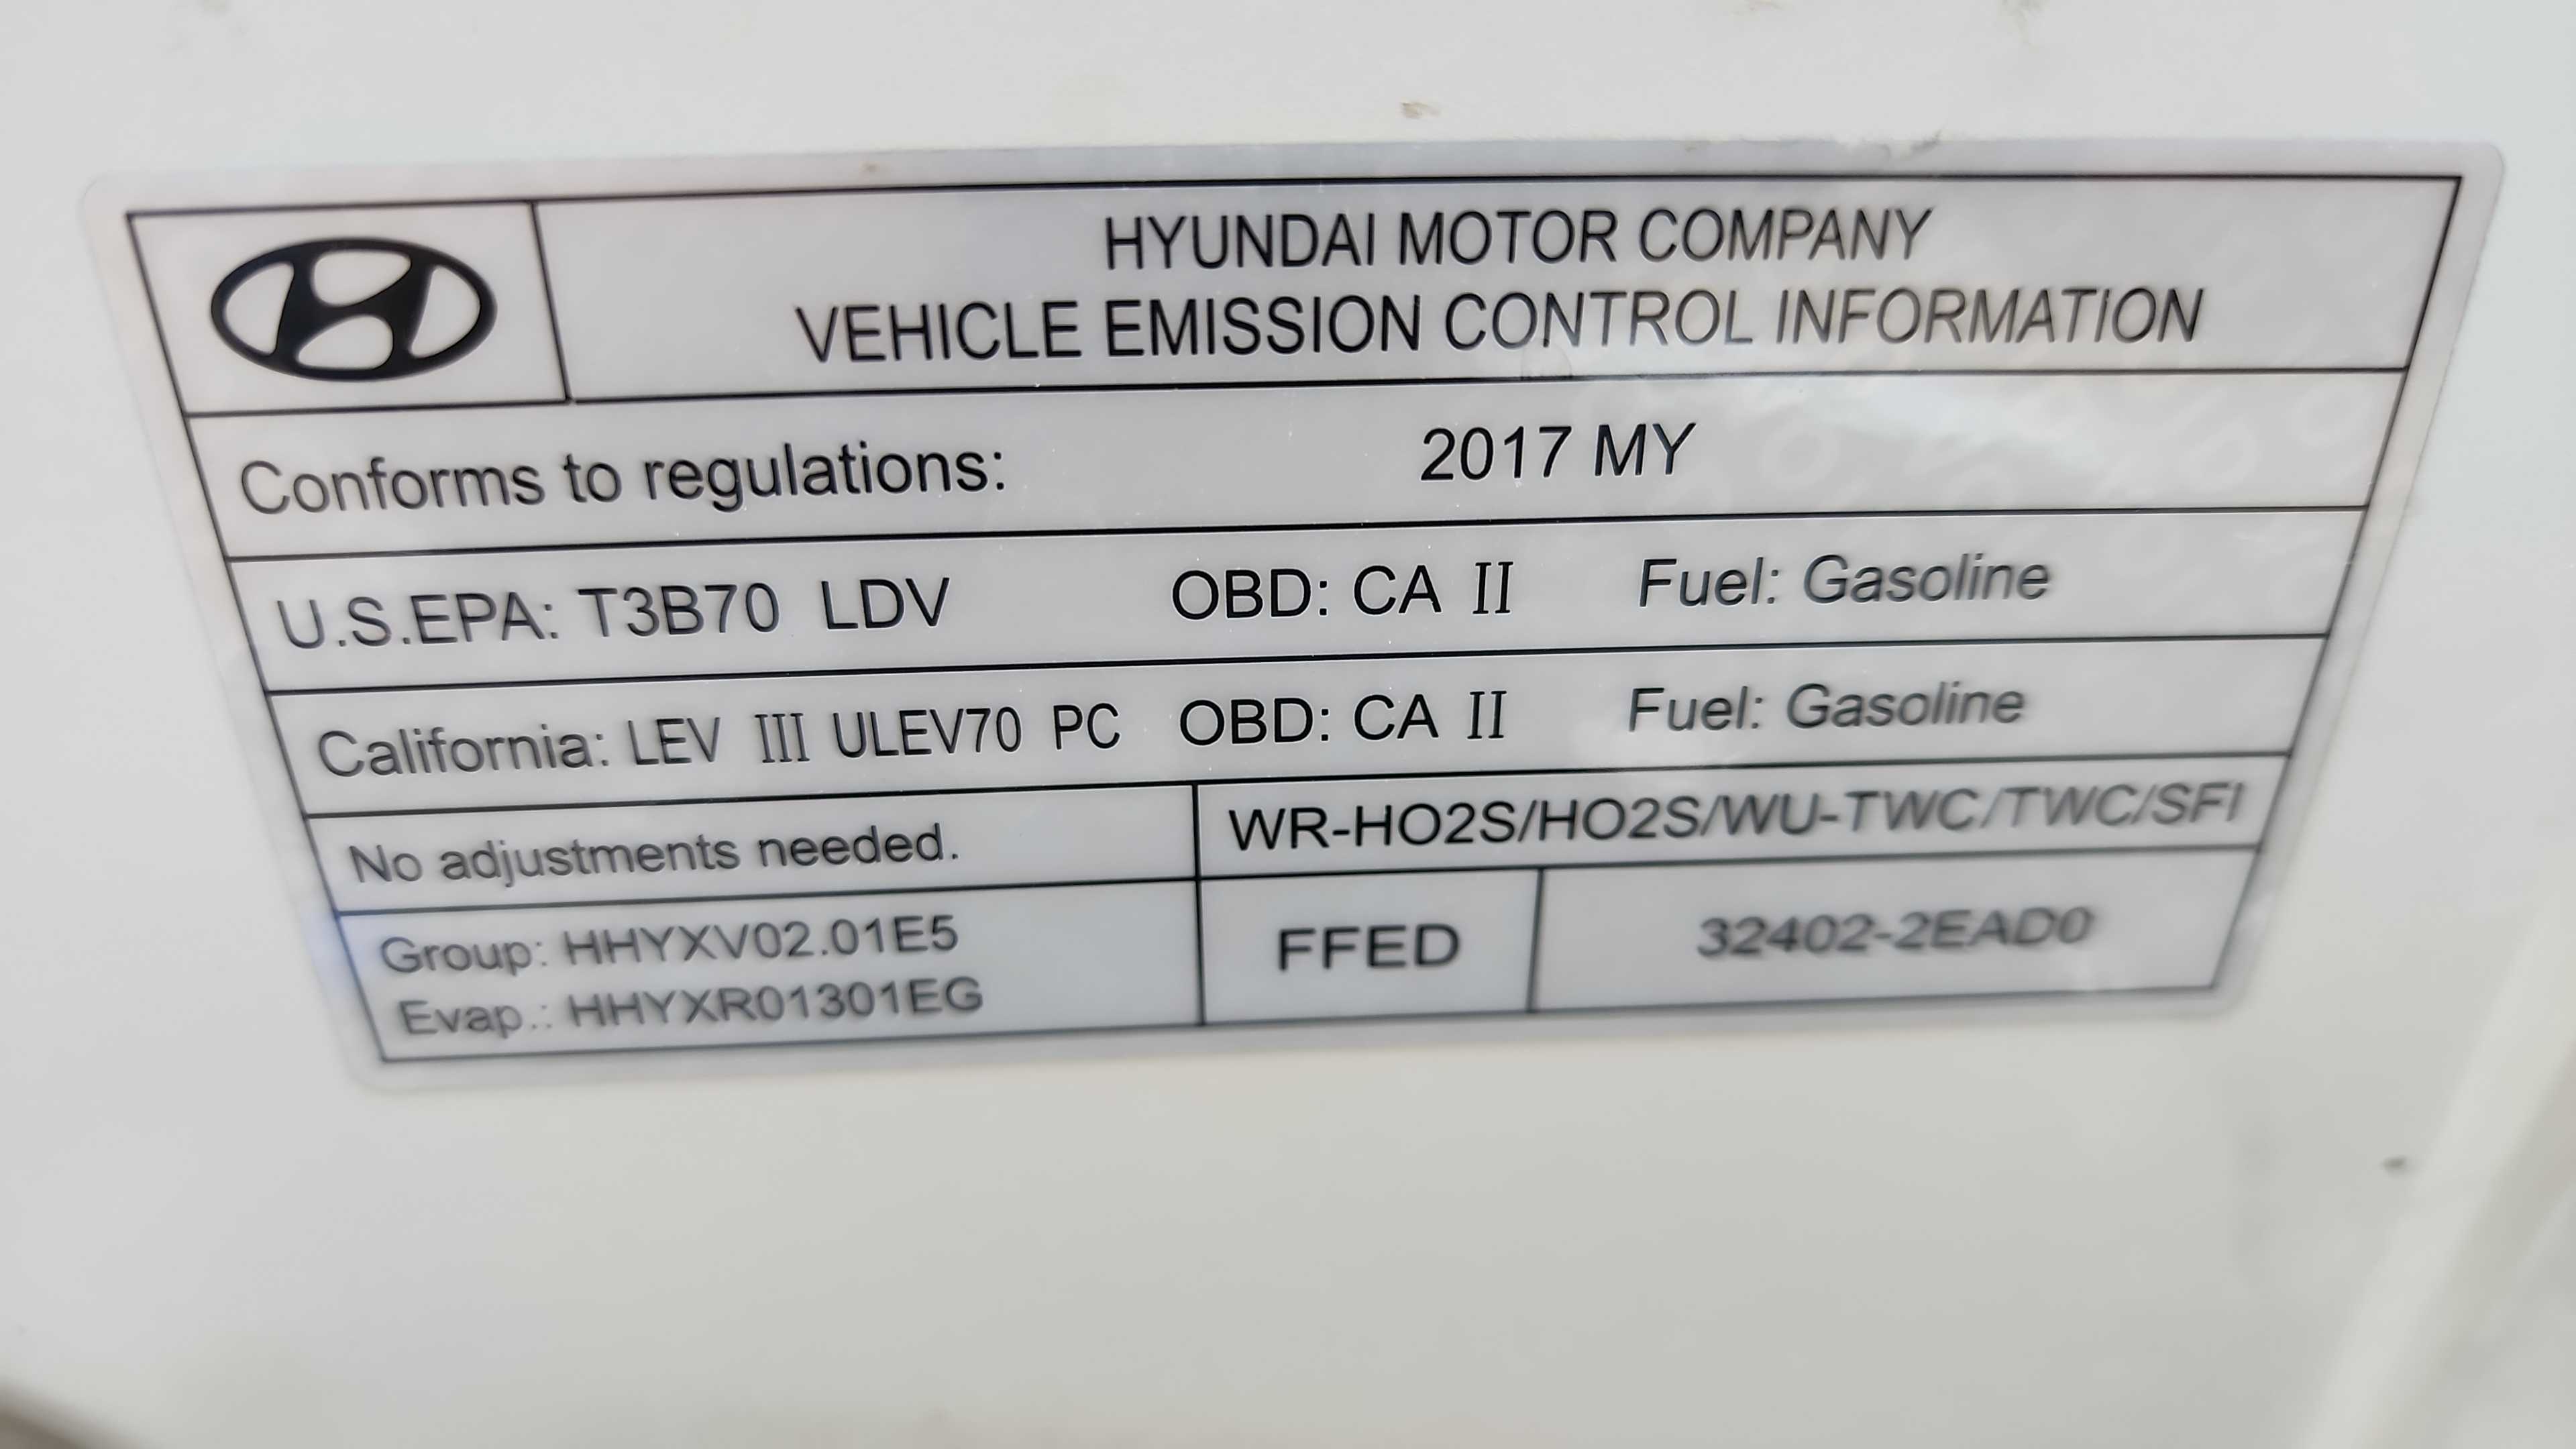 HYUNDAI MOTOR COMPANY
VEHICLE EMISSION CONTROL INFORMATION
Conforms to regulations: 2017 MY
U.S.EPA: T3B70 LDV OBD: CA II Fuel: Gasoline
California: LEV III ULEV70 PC OBD: CA II Fuel: Gasoline
No adjustments needed.
WR-HO2S/HO2S/WU-TWC/TWC/SFI
Group: HHYXV02.01E5
Evap.: HHYXR01301EG
FFED
32402-2EAD0